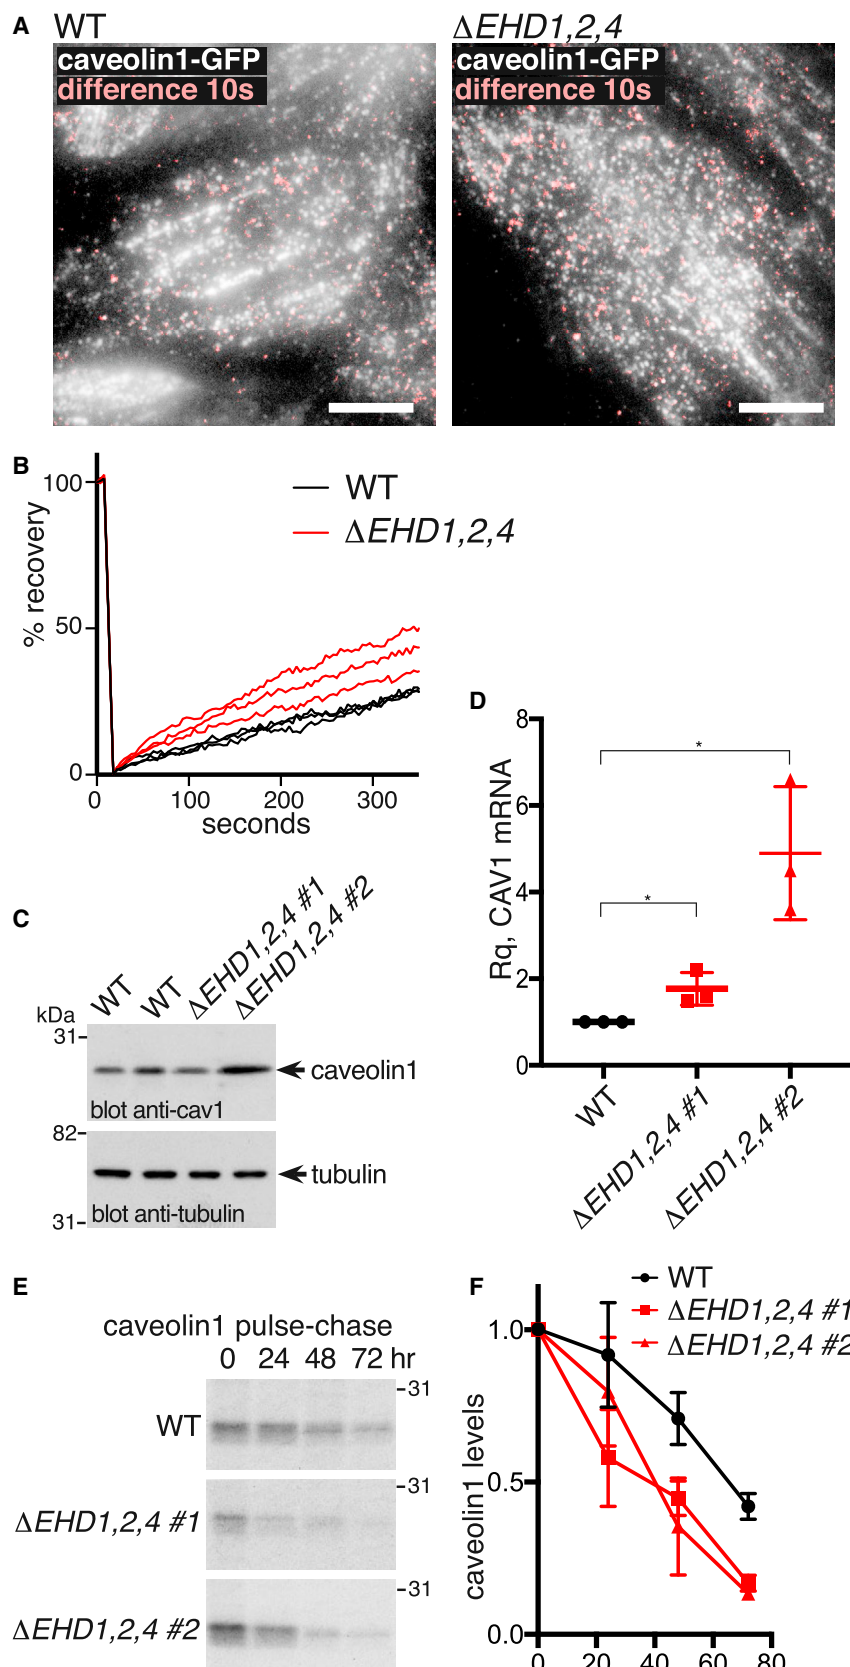 A
WT
ΔEHD1,2,4
caveolin1-GFP
difference 10s
caveolin1-GFP
difference 10s
B
% recovery
100
50
0
0
100
200
300
seconds
WT
ΔEHD1,2,4
C
WT
WT
ΔEHD1,2,4 #1
ΔEHD1,2,4 #2
kDa
31
caveolin1
blot anti-cav1
82
tubulin
31
blot anti-tubulin
D
Rq, CAV1 mRNA
8
6
4
2
0
*
*
WT
ΔEHD1,2,4 #1
ΔEHD1,2,4 #2
E
caveolin1 pulse-chase
0 24 48 72 hr
WT
-31
ΔEHD1,2,4 #1
-31
ΔEHD1,2,4 #2
-31
F
WT
ΔEHD1,2,4 #1
ΔEHD1,2,4 #2
caveolin1 levels
1.0
0.5
0.0
0 20 40 60 80